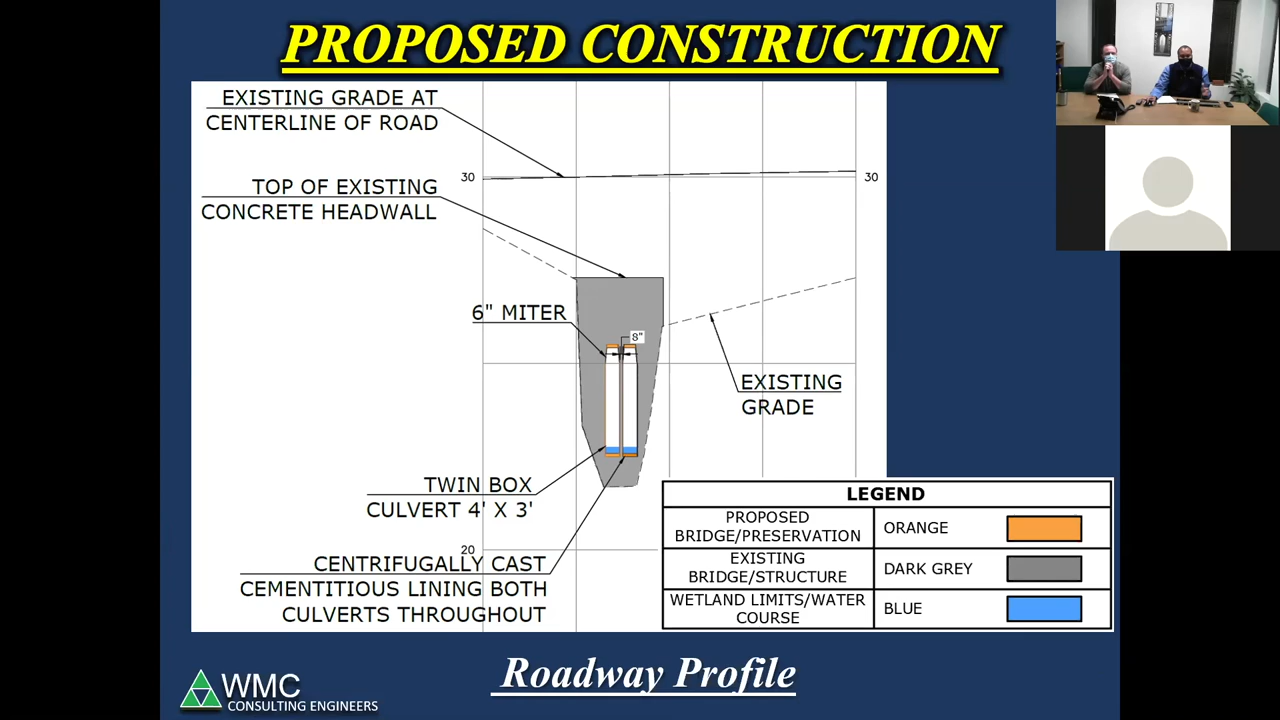 PROPOSED CONSTRUCTION
EXISTING GRADE AT
CENTERLINE OF ROAD
30
30
TOP OF EXISTING
CONCRETE HEADWALL
6" MITER
8"
EXISTING
GRADE
TWIN BOX
CULVERT 4' X 3'
20
CENTRIFUGALLY CAST
CEMENTITIOUS LINING BOTH
CULVERTS THROUGHOUT
LEGEND
PROPOSED
BRIDGE/PRESERVATION
ORANGE
EXISTING
BRIDGE/STRUCTURE
DARK GREY
WETLAND LIMITS/WATER
COURSE
BLUE
Roadway Profile
WMC
CONSULTING ENGINEERS